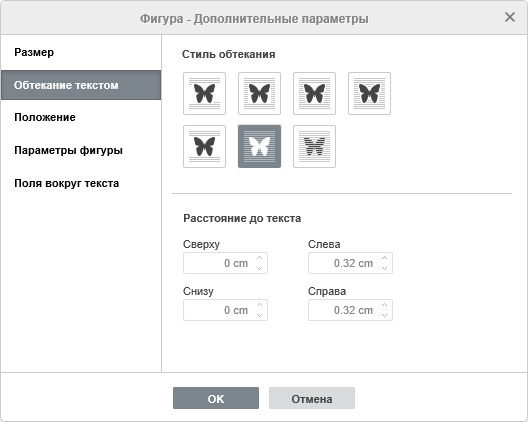 Фигура - Дополнительные параметры
Размер
Обтекание текстом
Положение
Параметры фигуры
Поля вокруг текста
Стиль обтекания
Расстояние до текста
Сверху Слева
0 cm 0.32 cm
Снизу Справа
0 cm 0.32 cm
OK Отмена